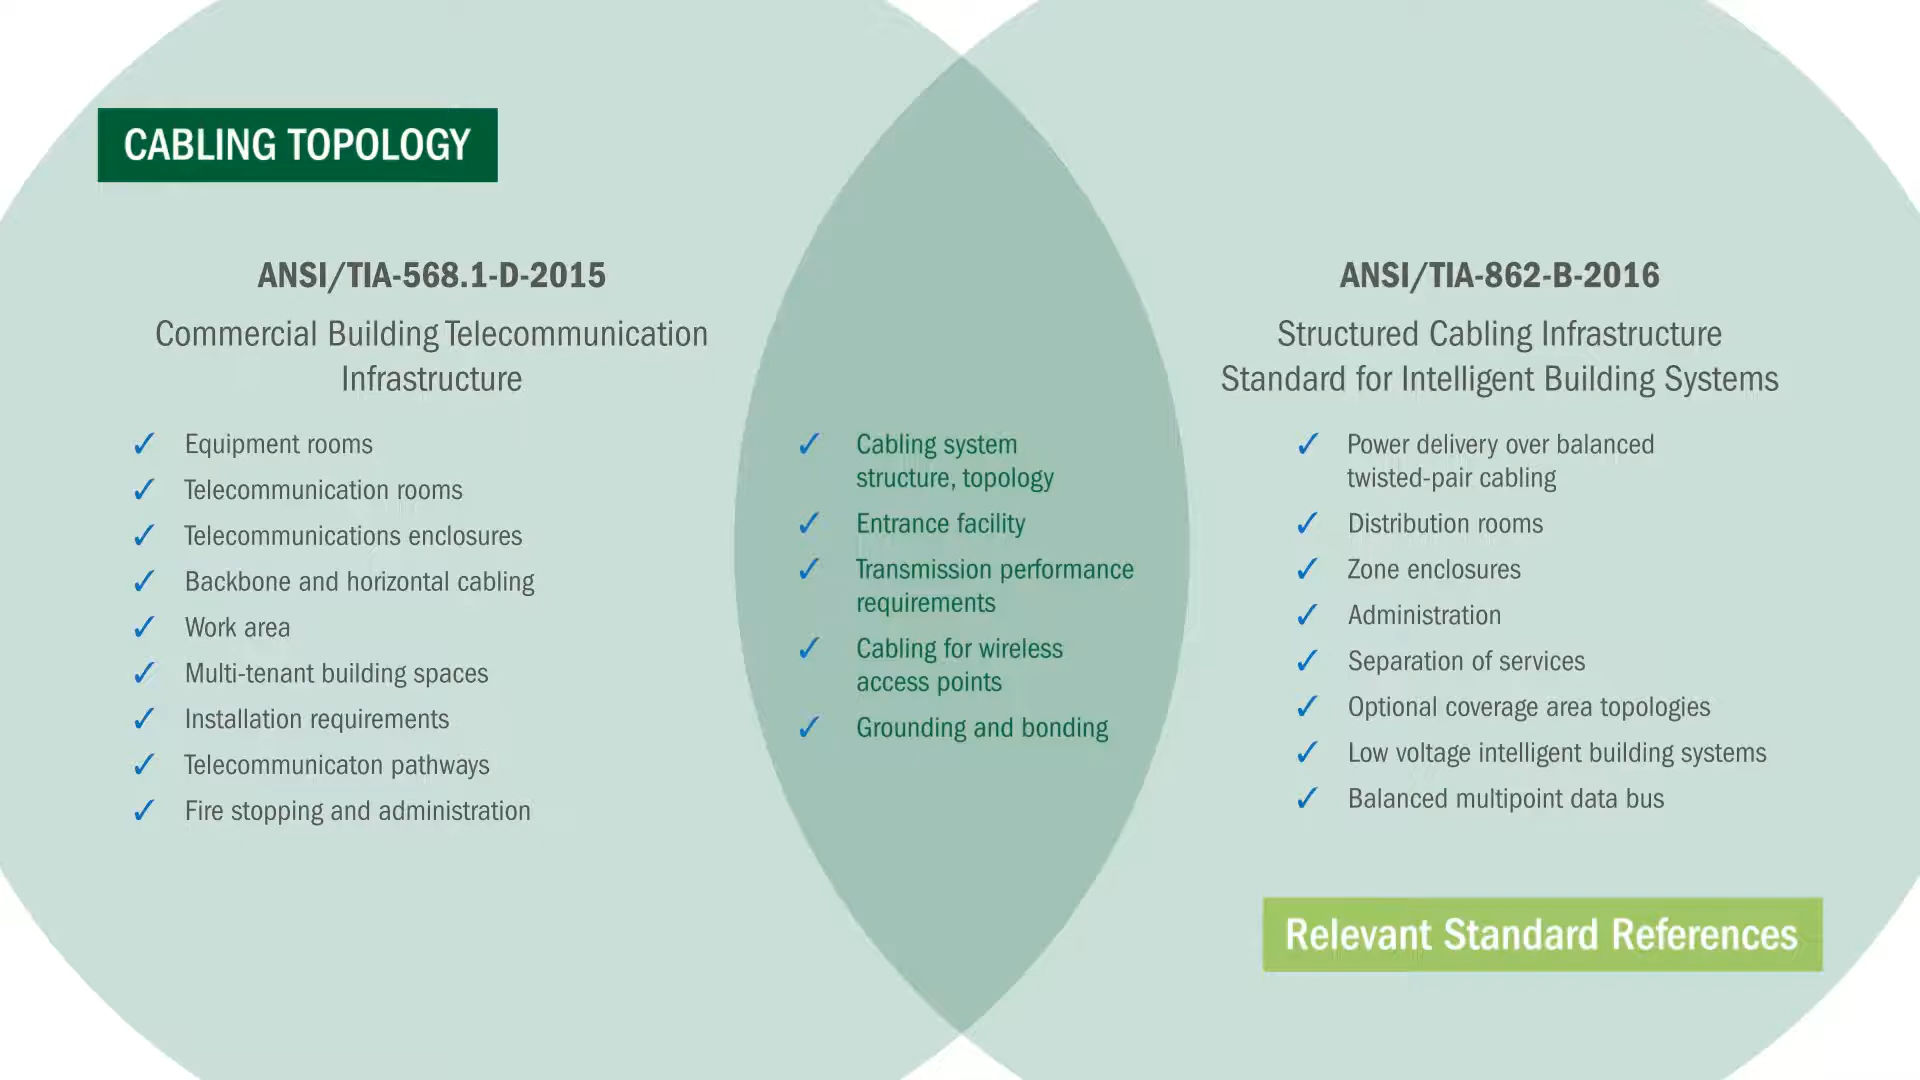 CABLING TOPOLOGY
ANSI/TIA-568.1-D-2015
Commercial Building Telecommunication
Infrastructure
✓ Equipment rooms
✓ Telecommunication rooms
✓ Telecommunications enclosures
✓ Backbone and horizontal cabling
✓ Work area
✓ Multi-tenant building spaces
✓ Installation requirements
✓ Telecommunicaton pathways
✓ Fire stopping and administration
✓ Cabling system
structure, topology
✓ Entrance facility
✓ Transmission performance
requirements
✓ Cabling for wireless
access points
✓ Grounding and bonding
ANSI/TIA-862-B-2016
Structured Cabling Infrastructure
Standard for Intelligent Building Systems
✓ Power delivery over balanced
twisted-pair cabling
✓ Distribution rooms
✓ Zone enclosures
✓ Administration
✓ Separation of services
✓ Optional coverage area topologies
✓ Low voltage intelligent building systems
✓ Balanced multipoint data bus
Relevant Standard References